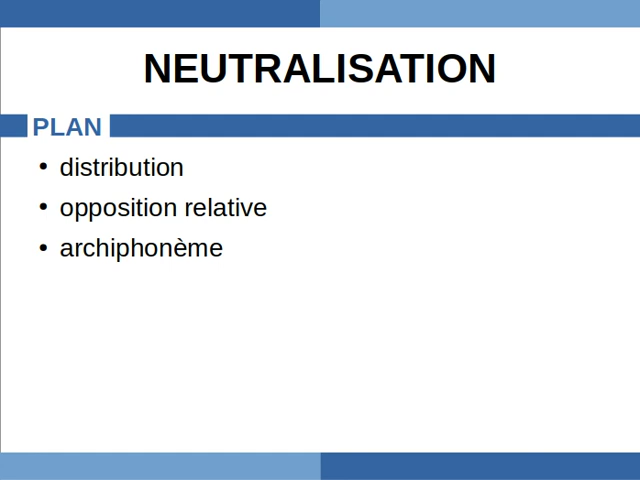 NEUTRALISATION
PLAN
• distribution
• opposition relative
• archiphonème